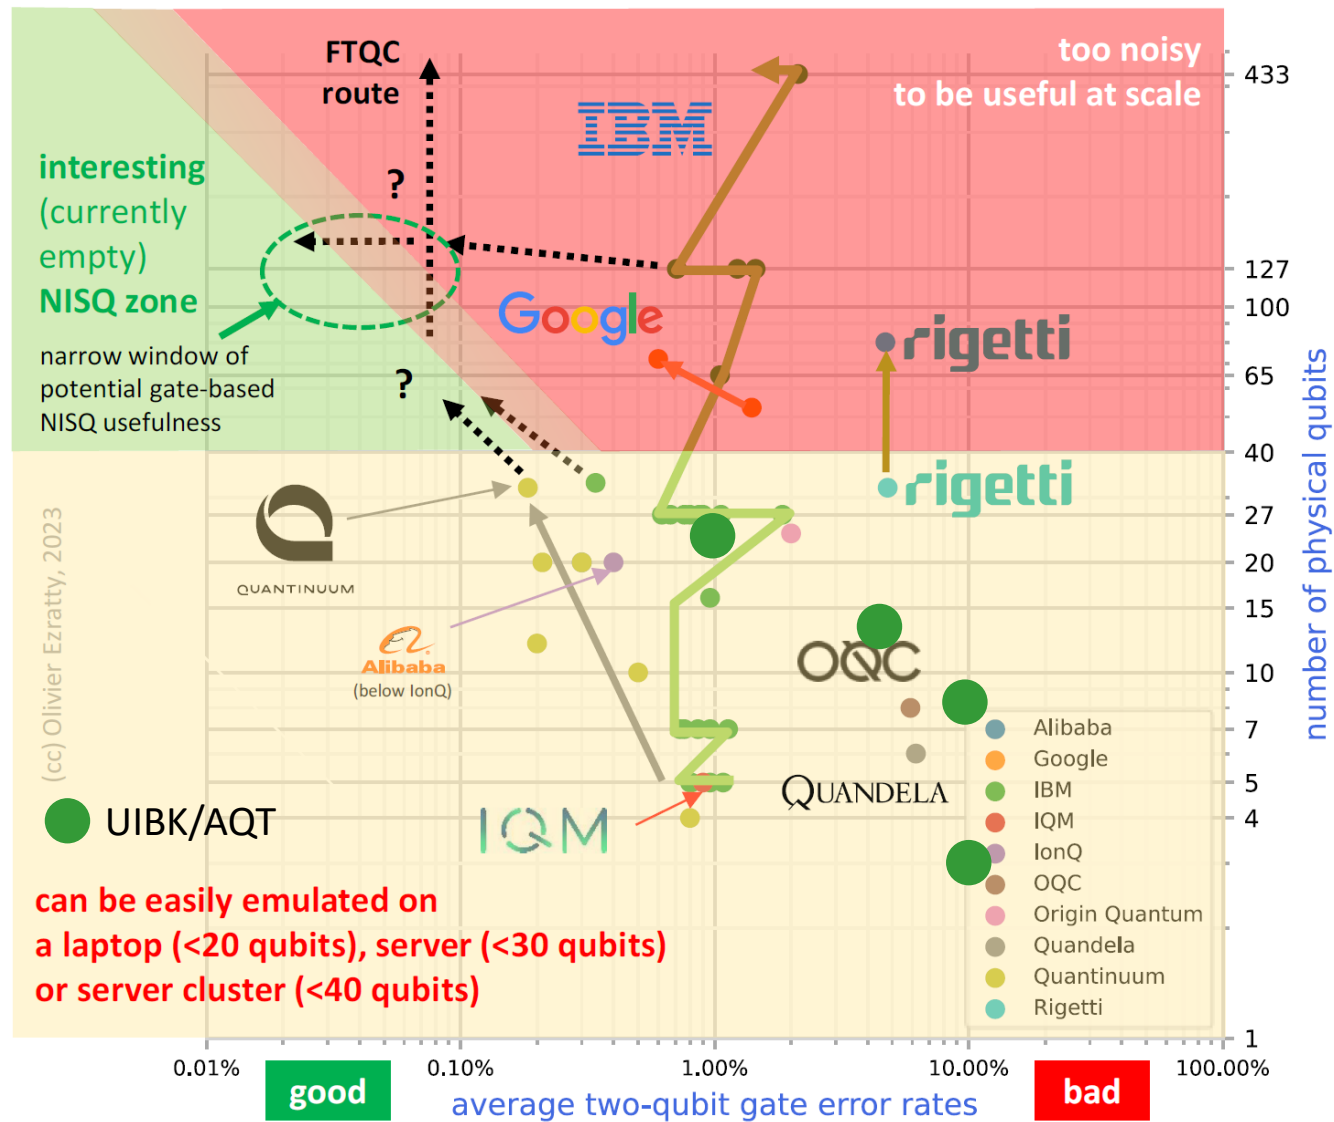 FTQC
route
too noisy
to be useful at scale
433
IBM
interesting
(currently
empty)
NISQ zone
?
127
100
Google
rigetti
narrow window of
potential gate-based
NISQ usefulness
?
65
40
rigetti
27
QUANTINUUM
20
15
Alibaba
(below IonQ)
OQC
10
7
5
4
1
number of physical qubits
(cc) Olivier Ezratty, 2023
QUANDELA
IQM
UIBK/AQT
Alibaba
Google
IBM
IQM
IonQ
OQC
Origin Quantum
Quandela
Quantinuum
Rigetti
can be easily emulated on
a laptop (<20 qubits), server (<30 qubits)
or server cluster (<40 qubits)
0.01%
0.10%
1.00%
10.00%
100.00%
good
average two-qubit gate error rates
bad